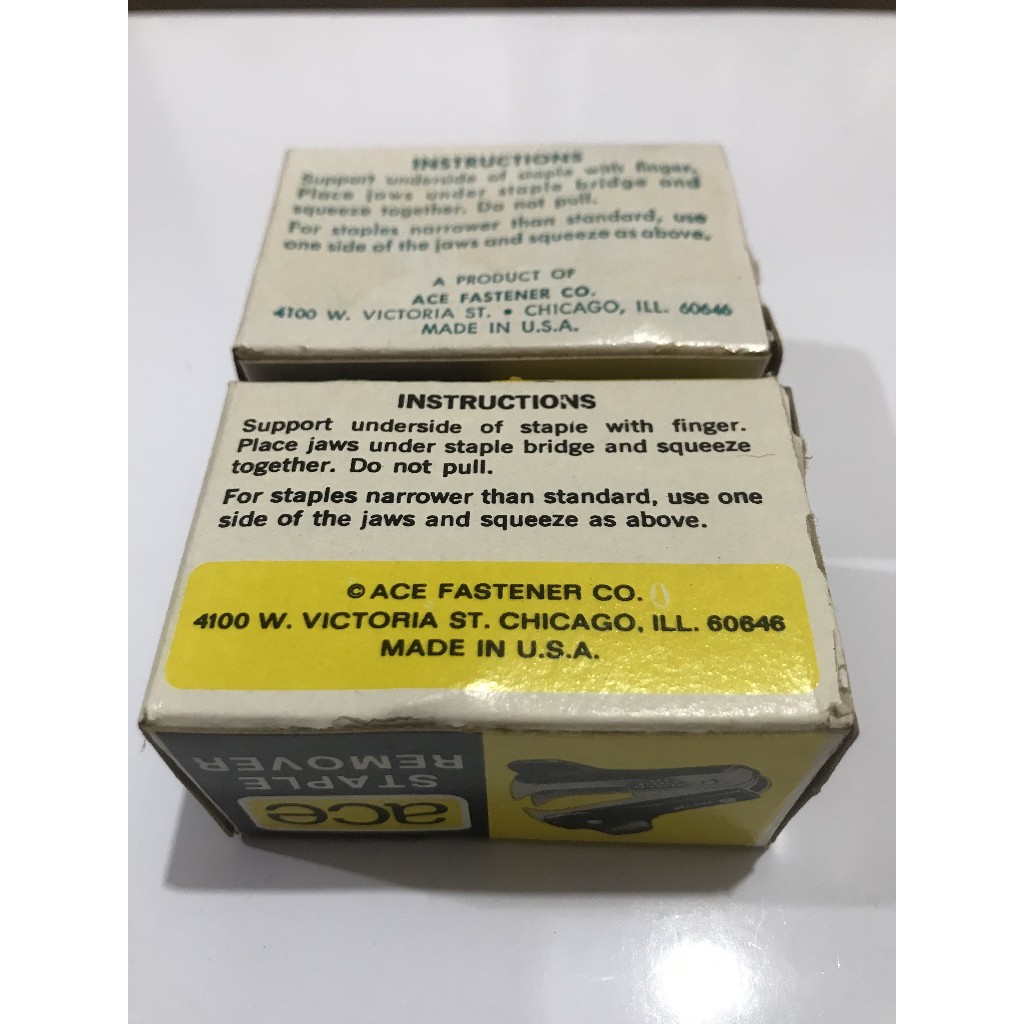 INSTRUCTIONS
Support underside of staple with finger.
Place jaws under staple bridge and
squeeze together. Do not pull.
For staples narrower than standard, use
one side of the jaws and squeeze as above.
A PRODUCT OF
ACE FASTENER CO.
4100 W. VICTORIA ST. • CHICAGO, ILL. 60646
MADE IN U.S.A.
INSTRUCTIONS
Support underside of staple with finger.
Place jaws under staple bridge and squeeze
together. Do not pull.
For staples narrower than standard, use one
side of the jaws and squeeze as above.
© ACE FASTENER CO.
4100 W. VICTORIA ST. CHICAGO, ILL. 60646
MADE IN U.S.A.
ace
STAPLE
REMOVER